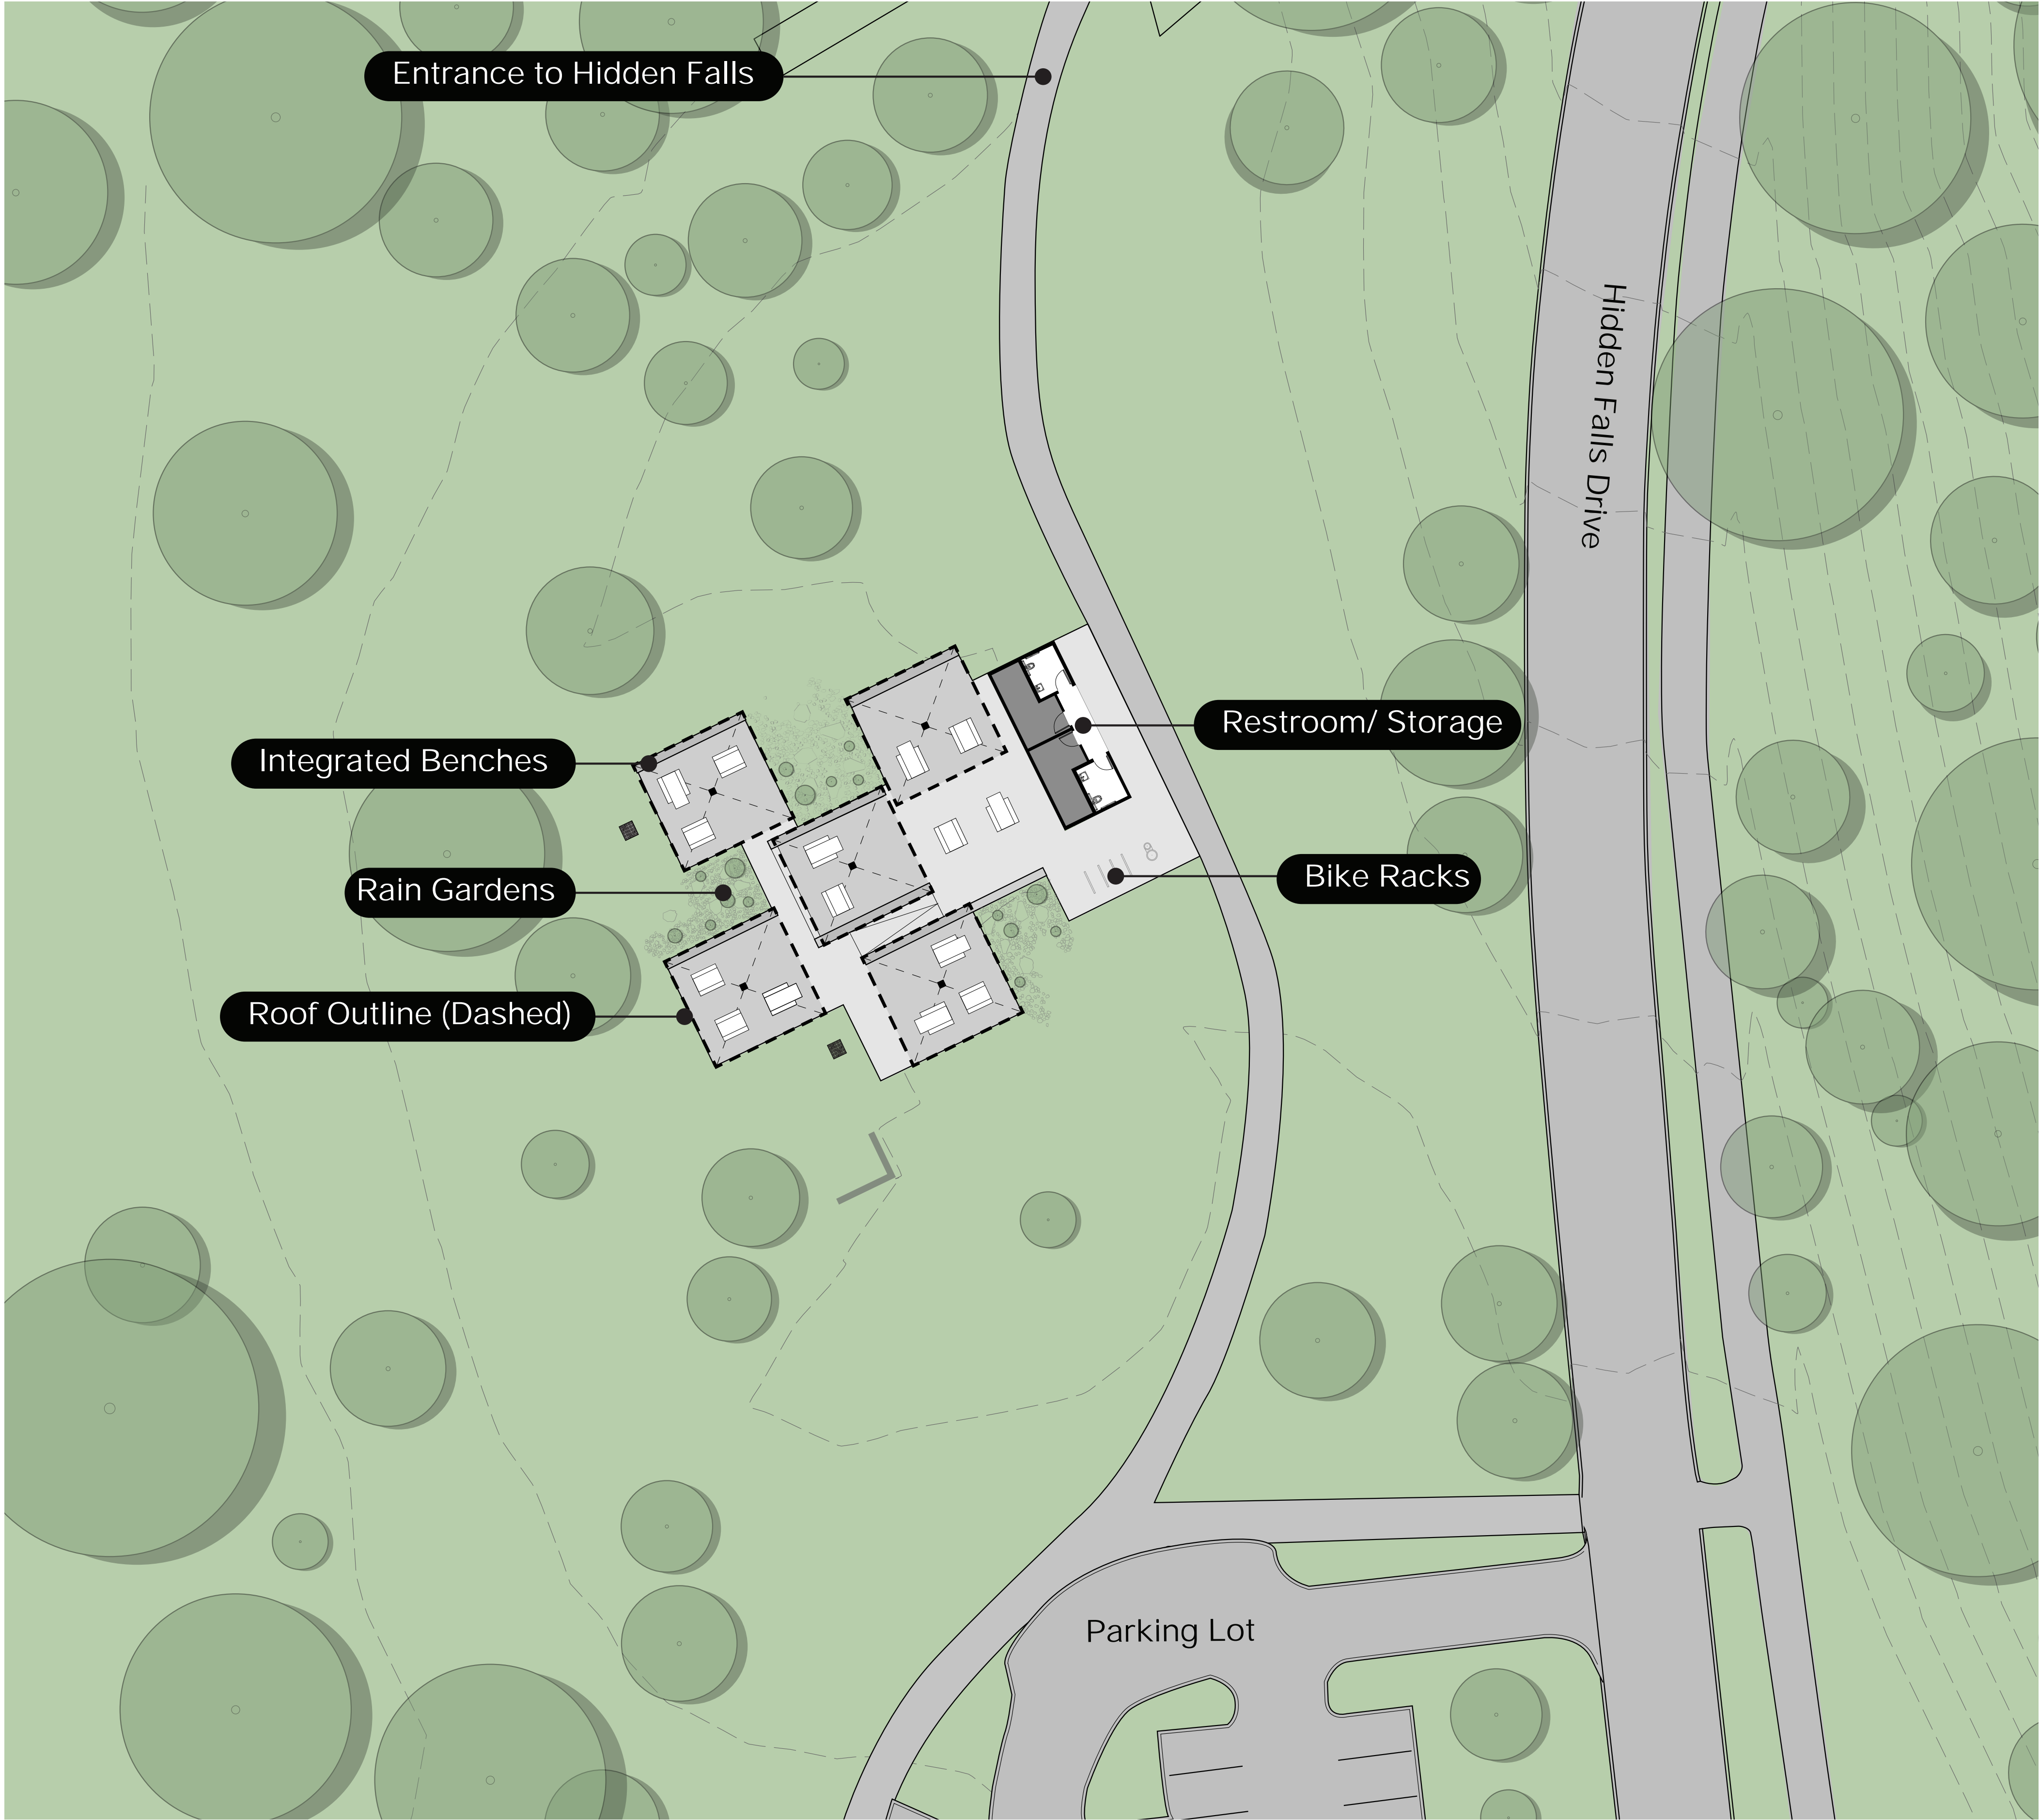 Entrance to Hidden Falls
Hidden Falls Drive
Restroom/ Storage
Integrated Benches
Bike Racks
Rain Gardens
Roof Outline (Dashed)
Parking Lot